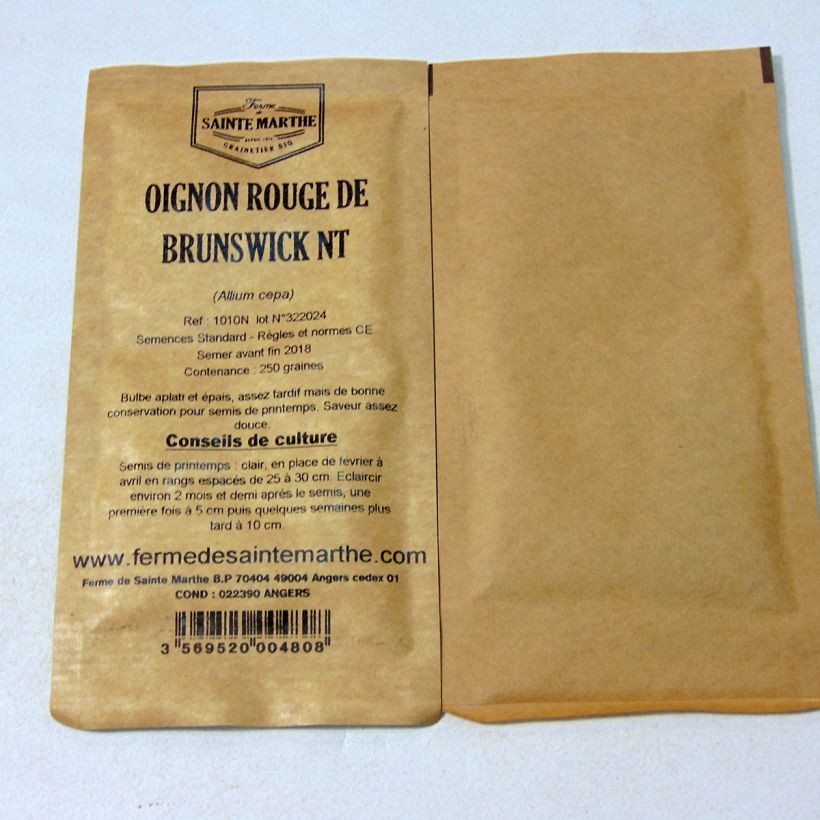 Ferme
de
SAINTE MARTHE
DEPUIS 1974
GRAINETIER BIO
OIGNON ROUGE DE
BRUNSWICK NT
(Allium cepa)
Ref : 1010N lot N°322024
Semences Standard - Règles et normes CE
Semer avant fin 2018
Contenance : 250 graines
Bulbe aplati et épais, assez tardif mais de bonne
conservation pour semis de printemps. Saveur assez
douce.
Conseils de culture
Semis de printemps : clair, en place de février à
avril en rangs espacés de 25 à 30 cm. Eclaircir
environ 2 mois et demi après le semis, une
première fois à 5 cm puis quelques semaines plus
tard à 10 cm.
www.fermedesaintemarthe.com
Ferme de Sainte Marthe B.P 70404 49004 Angers cedex 01
COND : 022390 ANGERS
3 569520 004808